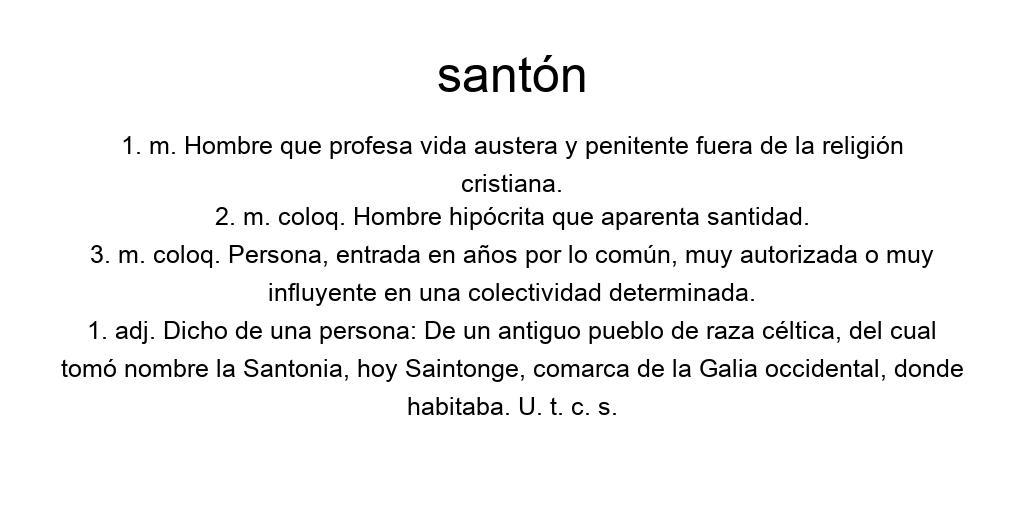 santón
1. m. Hombre que profesa vida austera y penitente fuera de la religión
cristiana.
2. m. coloq. Hombre hipócrita que aparenta santidad.
3. m. coloq. Persona, entrada en años por lo común, muy autorizada o muy
influyente en una colectividad determinada.
1. adj. Dicho de una persona: De un antiguo pueblo de raza céltica, del cual
tomó nombre la Santonia, hoy Saintonge, comarca de la Galia occidental, donde
habitaba. U. t. c. s.